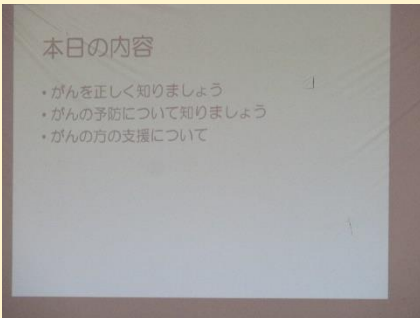 本日の内容
・がんを正しく知りましょう
・がんの予防について知りましょう
・がんの方の支援について